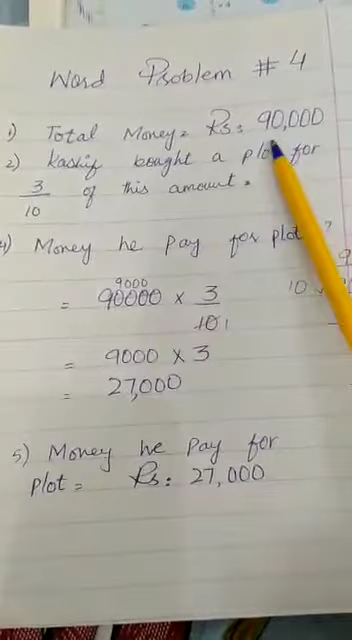 Word Problem # 4
1) Total Money = Rs: 90,000
2) Kashif bought a plot for
3/10 of this amount.
4) Money he pay for plot ?
9000
= 90000 × 3/10 1
= 9000 × 3
= 27,000
5) Money he Pay for
plot = Rs: 27,000